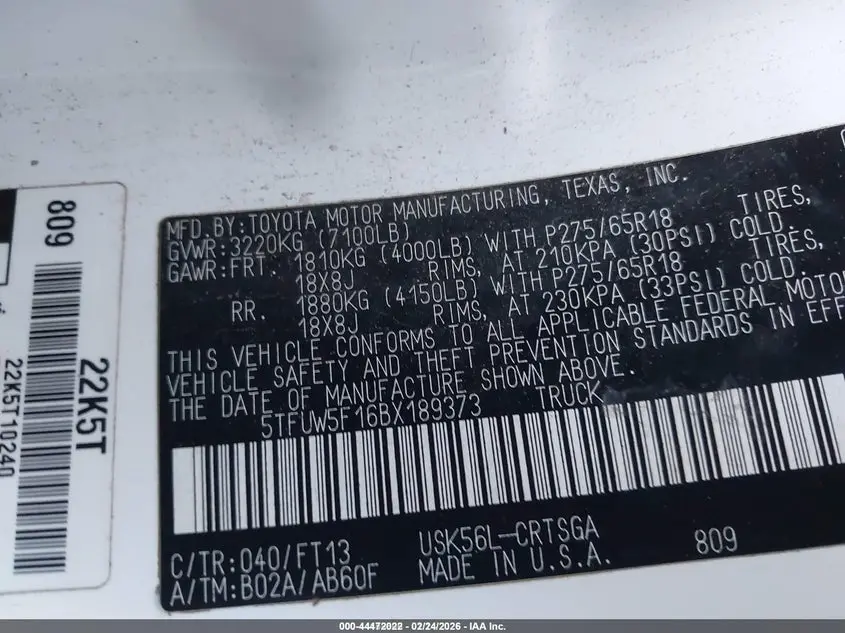 MFD. BY: TOYOTA MOTOR MANUFACTURING, TEXAS, INC.
GVWR: 3220KG (7100LB)
GAWR: FRT. 1810KG (4000LB) WITH P275/65R18 TIRES,
18X8J RIMS, AT 210KPA (30PSI) COLD.
RR. 1880KG (4150LB) WITH P275/65R18 TIRES,
18X8J RIMS, AT 230KPA (33PSI) COLD.
THIS VEHICLE CONFORMS TO ALL APPLICABLE FEDERAL MOTO
VEHICLE SAFETY AND THEFT PREVENTION STANDARDS IN EFF
THE DATE OF MANUFACTURE SHOWN ABOVE.
5TFUW5F16BX189373 TRUCK
C/TR: 040/FT13 USK56L-CRTSGA 809
A/TM: B02A/AB60F MADE IN U.S.A.
809
22K5T
22K5T10240
000-44472022 - 02/24/2026 - IAA Inc.